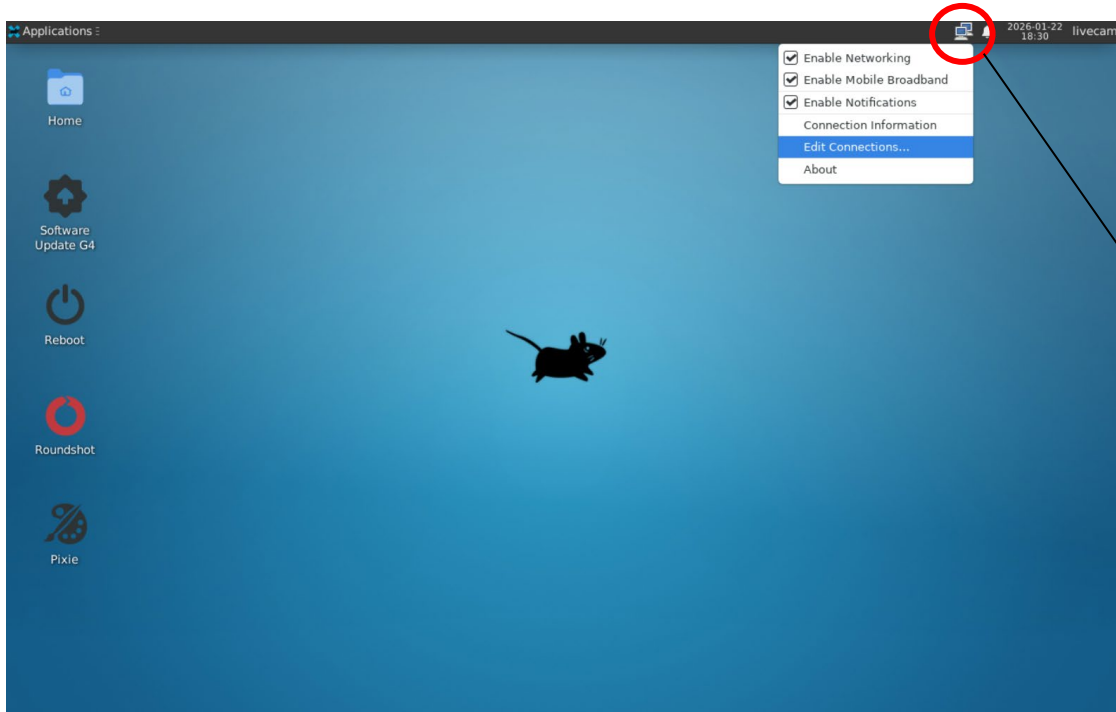 Applications
2026-01-22
18:30
livecam
Enable Networking
Enable Mobile Broadband
Enable Notifications
Connection Information
Edit Connections...
About
Home
Software
Update G4
Reboot
Roundshot
Pixie